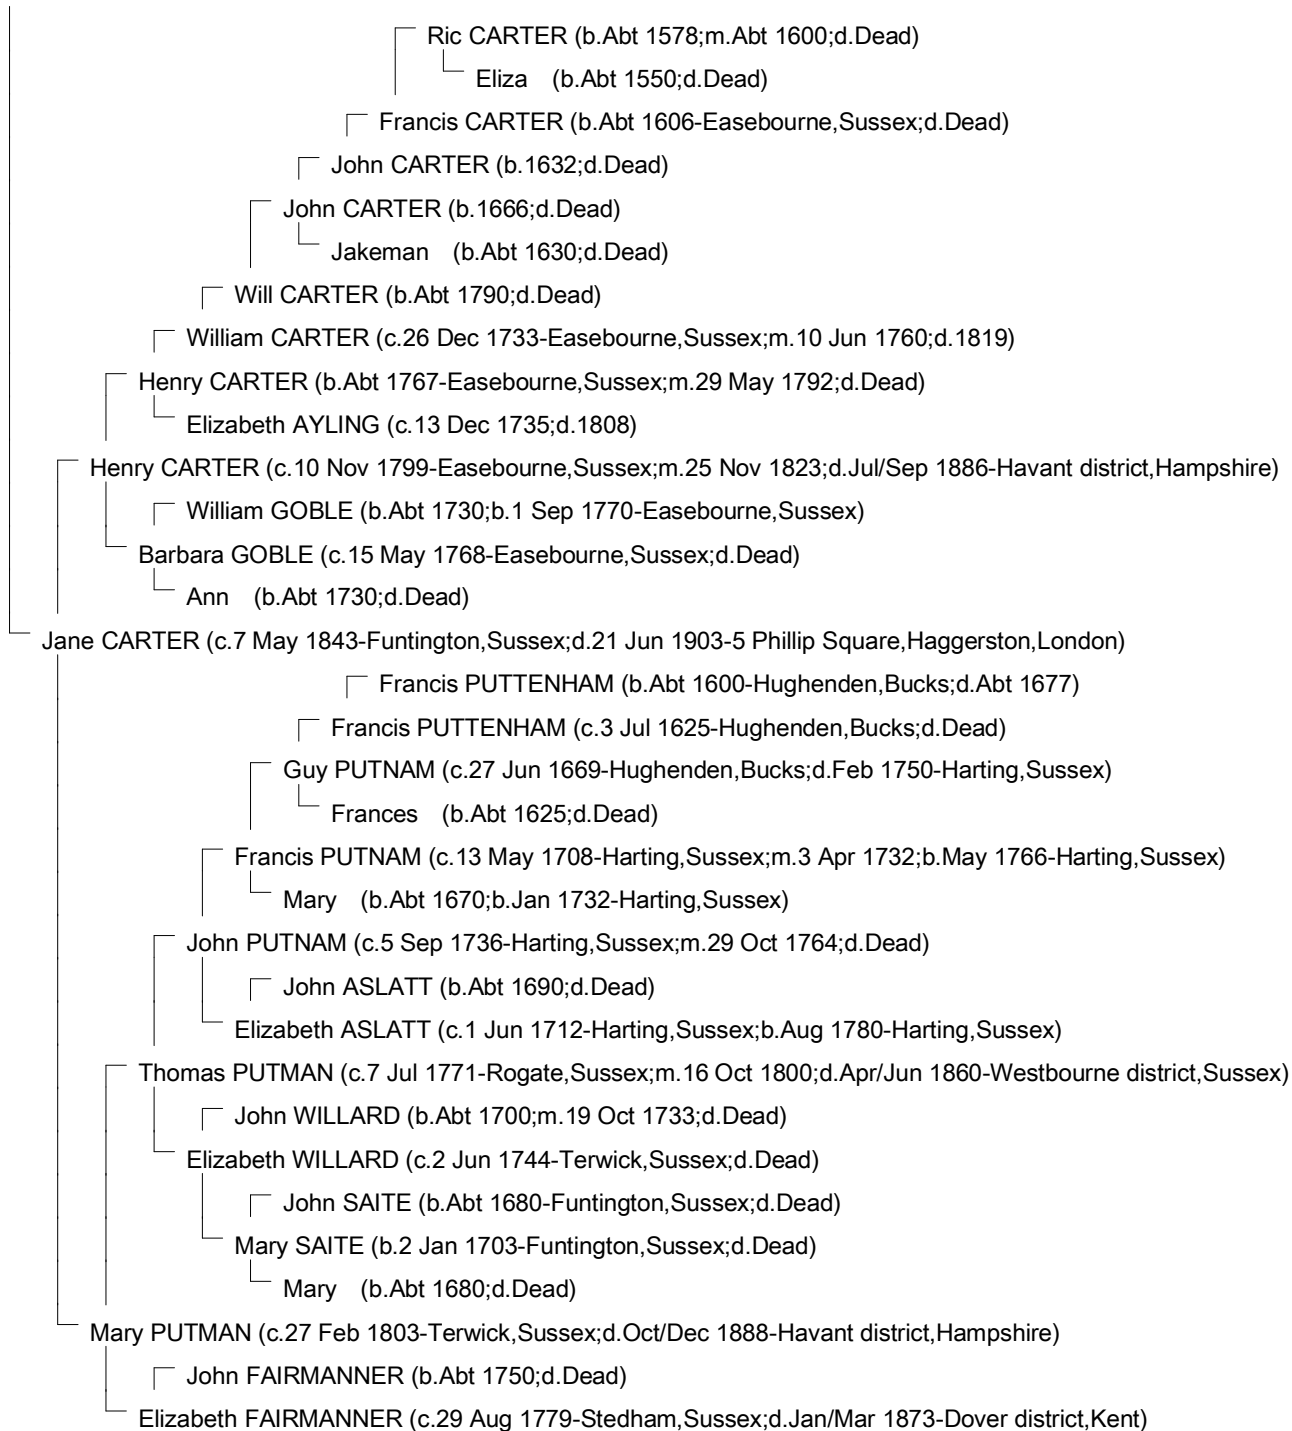 Ric CARTER (b.Abt 1578;m.Abt 1600;d.Dead)
Eliza (b.Abt 1550;d.Dead)
Francis CARTER (b.Abt 1606-Easebourne,Sussex;d.Dead)
John CARTER (b.1632;d.Dead)
John CARTER (b.1666;d.Dead)
Jakeman (b.Abt 1630;d.Dead)
Will CARTER (b.Abt 1790;d.Dead)
William CARTER (c.26 Dec 1733-Easebourne,Sussex;m.10 Jun 1760;d.1819)
Henry CARTER (b.Abt 1767-Easebourne,Sussex;m.29 May 1792;d.Dead)
Elizabeth AYLING (c.13 Dec 1735;d.1808)
Henry CARTER (c.10 Nov 1799-Easebourne,Sussex;m.25 Nov 1823;d.Jul/Sep 1886-Havant district,Hampshire)
William GOBLE (b.Abt 1730;b.1 Sep 1770-Easebourne,Sussex)
Barbara GOBLE (c.15 May 1768-Easebourne,Sussex;d.Dead)
Ann (b.Abt 1730;d.Dead)
Jane CARTER (c.7 May 1843-Funtington,Sussex;d.21 Jun 1903-5 Phillip Square,Haggerston,London)
Francis PUTTENHAM (b.Abt 1600-Hughenden,Bucks;d.Abt 1677)
Francis PUTTENHAM (c.3 Jul 1625-Hughenden,Bucks;d.Dead)
Guy PUTNAM (c.27 Jun 1669-Hughenden,Bucks;d.Feb 1750-Harting,Sussex)
Frances (b.Abt 1625;d.Dead)
Francis PUTNAM (c.13 May 1708-Harting,Sussex;m.3 Apr 1732;b.May 1766-Harting,Sussex)
Mary (b.Abt 1670;b.Jan 1732-Harting,Sussex)
John PUTNAM (c.5 Sep 1736-Harting,Sussex;m.29 Oct 1764;d.Dead)
John ASLATT (b.Abt 1690;d.Dead)
Elizabeth ASLATT (c.1 Jun 1712-Harting,Sussex;b.Aug 1780-Harting,Sussex)
Thomas PUTMAN (c.7 Jul 1771-Rogate,Sussex;m.16 Oct 1800;d.Apr/Jun 1860-Westbourne district,Sussex)
John WILLARD (b.Abt 1700;m.19 Oct 1733;d.Dead)
Elizabeth WILLARD (c.2 Jun 1744-Terwick,Sussex;d.Dead)
John SAITE (b.Abt 1680-Funtington,Sussex;d.Dead)
Mary SAITE (b.2 Jan 1703-Funtington,Sussex;d.Dead)
Mary (b.Abt 1680;d.Dead)
Mary PUTMAN (c.27 Feb 1803-Terwick,Sussex;d.Oct/Dec 1888-Havant district,Hampshire)
John FAIRMANNER (b.Abt 1750;d.Dead)
Elizabeth FAIRMANNER (c.29 Aug 1779-Stedham,Sussex;d.Jan/Mar 1873-Dover district,Kent)